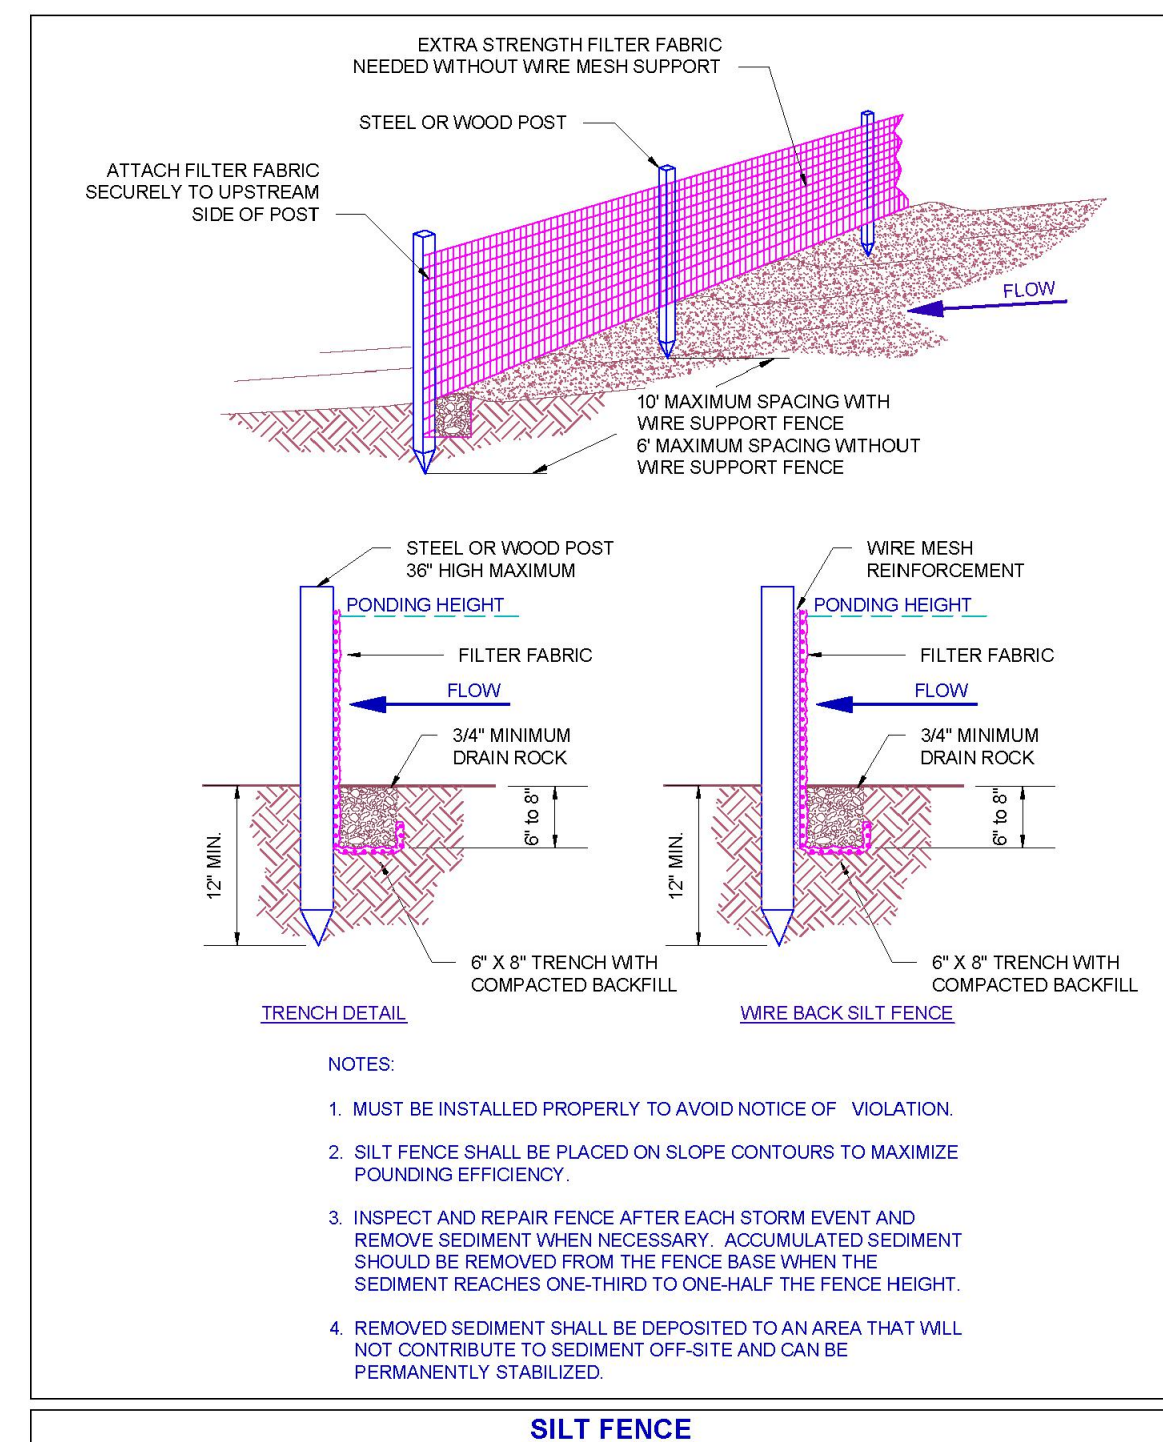 EXTRA STRENGTH FILTER FABRIC
NEEDED WITHOUT WIRE MESH SUPPORT
STEEL OR WOOD POST
ATTACH FILTER FABRIC
SECURELY TO UPSTREAM
SIDE OF POST
FLOW
10' MAXIMUM SPACING WITH
WIRE SUPPORT FENCE
6' MAXIMUM SPACING WITHOUT
WIRE SUPPORT FENCE
STEEL OR WOOD POST
36" HIGH MAXIMUM
PONDING HEIGHT
FILTER FABRIC
FLOW
3/4" MINIMUM
DRAIN ROCK
12" MIN.
6" to 8"
6" X 8" TRENCH WITH
COMPACTED BACKFILL
TRENCH DETAIL
WIRE MESH
REINFORCEMENT
PONDING HEIGHT
FILTER FABRIC
FLOW
3/4" MINIMUM
DRAIN ROCK
12" MIN.
6" to 8"
6" X 8" TRENCH WITH
COMPACTED BACKFILL
WIRE BACK SILT FENCE
NOTES:
1. MUST BE INSTALLED PROPERLY TO AVOID NOTICE OF VIOLATION.
2. SILT FENCE SHALL BE PLACED ON SLOPE CONTOURS TO MAXIMIZE
POUNDING EFFICIENCY.
3. INSPECT AND REPAIR FENCE AFTER EACH STORM EVENT AND
REMOVE SEDIMENT WHEN NECESSARY. ACCUMULATED SEDIMENT
SHOULD BE REMOVED FROM THE FENCE BASE WHEN THE
SEDIMENT REACHES ONE-THIRD TO ONE-HALF THE FENCE HEIGHT.
4. REMOVED SEDIMENT SHALL BE DEPOSITED TO AN AREA THAT WILL
NOT CONTRIBUTE TO SEDIMENT OFF-SITE AND CAN BE
PERMANENTLY STABILIZED.
SILT FENCE